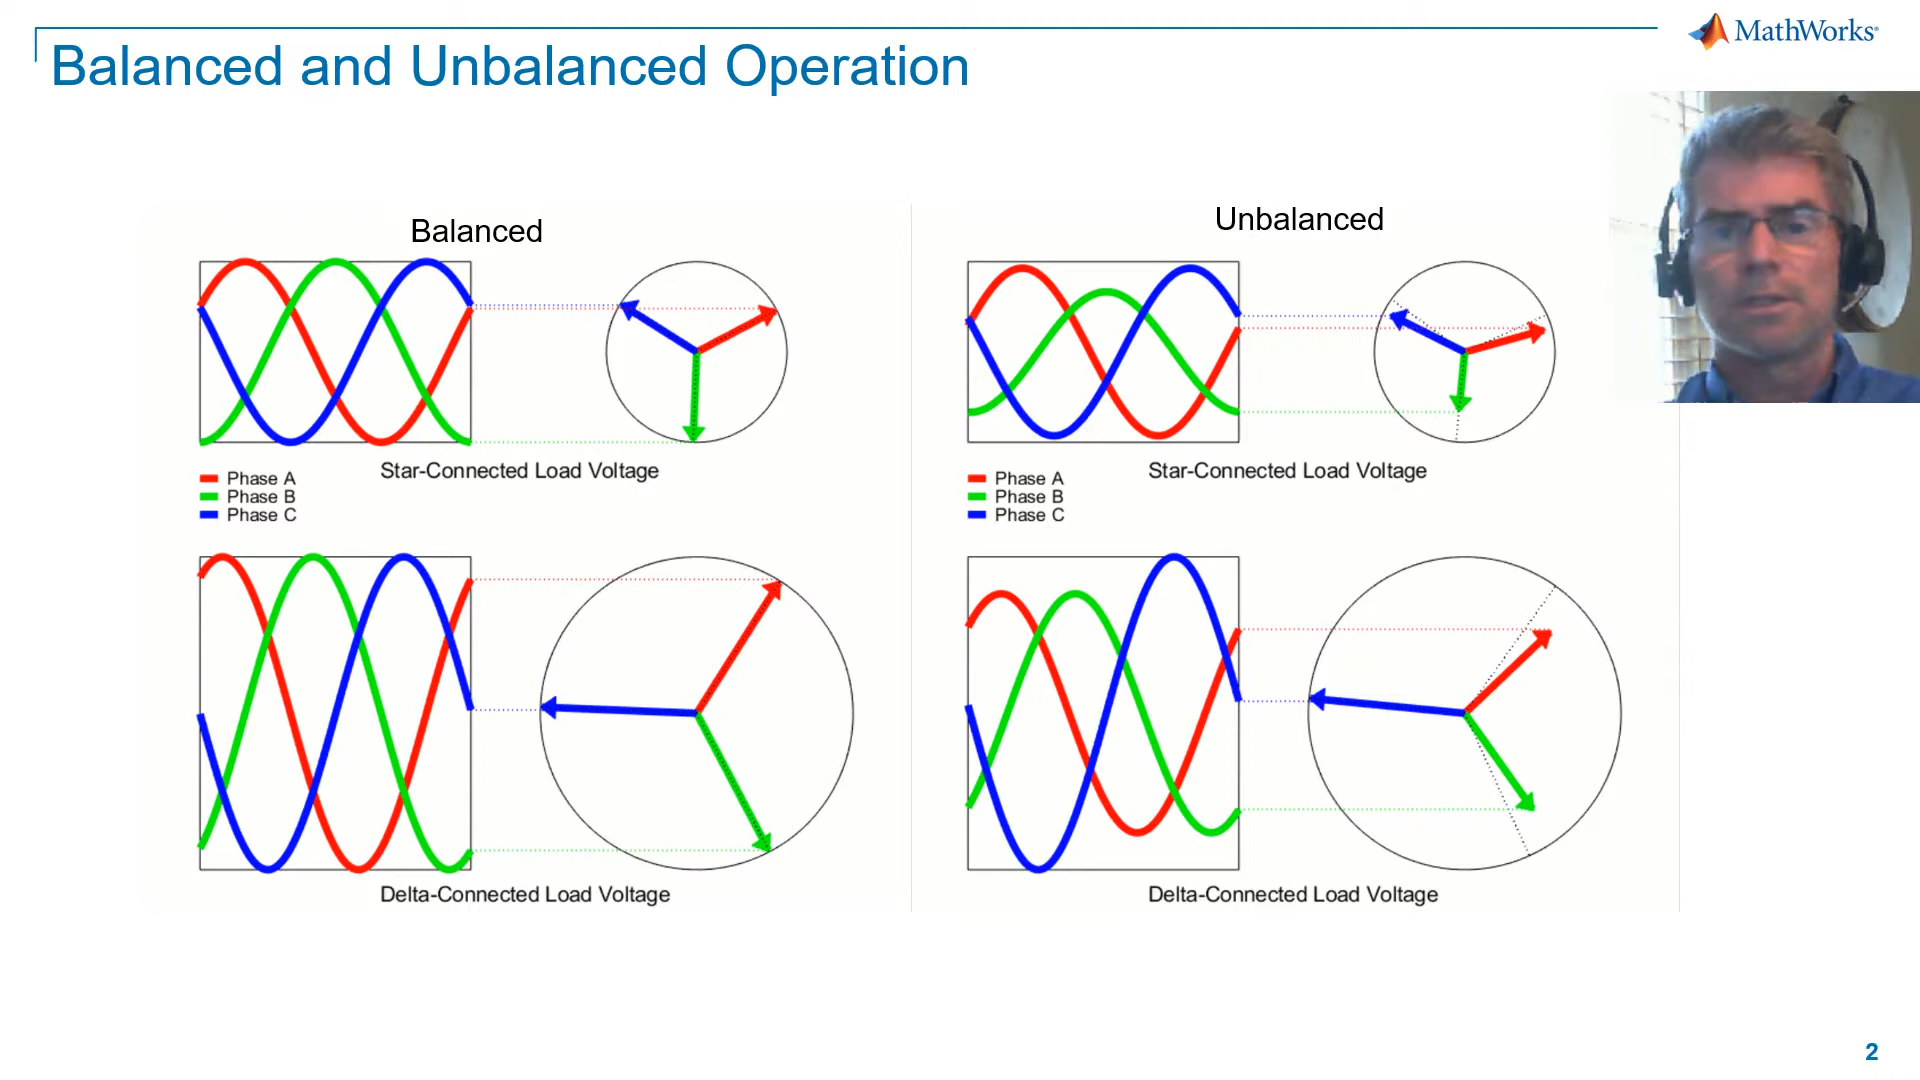 MathWorks®
Balanced and Unbalanced Operation
Balanced
Star-Connected Load Voltage
Phase A
Phase B
Phase C
Delta-Connected Load Voltage
Unbalanced
Star-Connected Load Voltage
Phase A
Phase B
Phase C
Delta-Connected Load Voltage
2